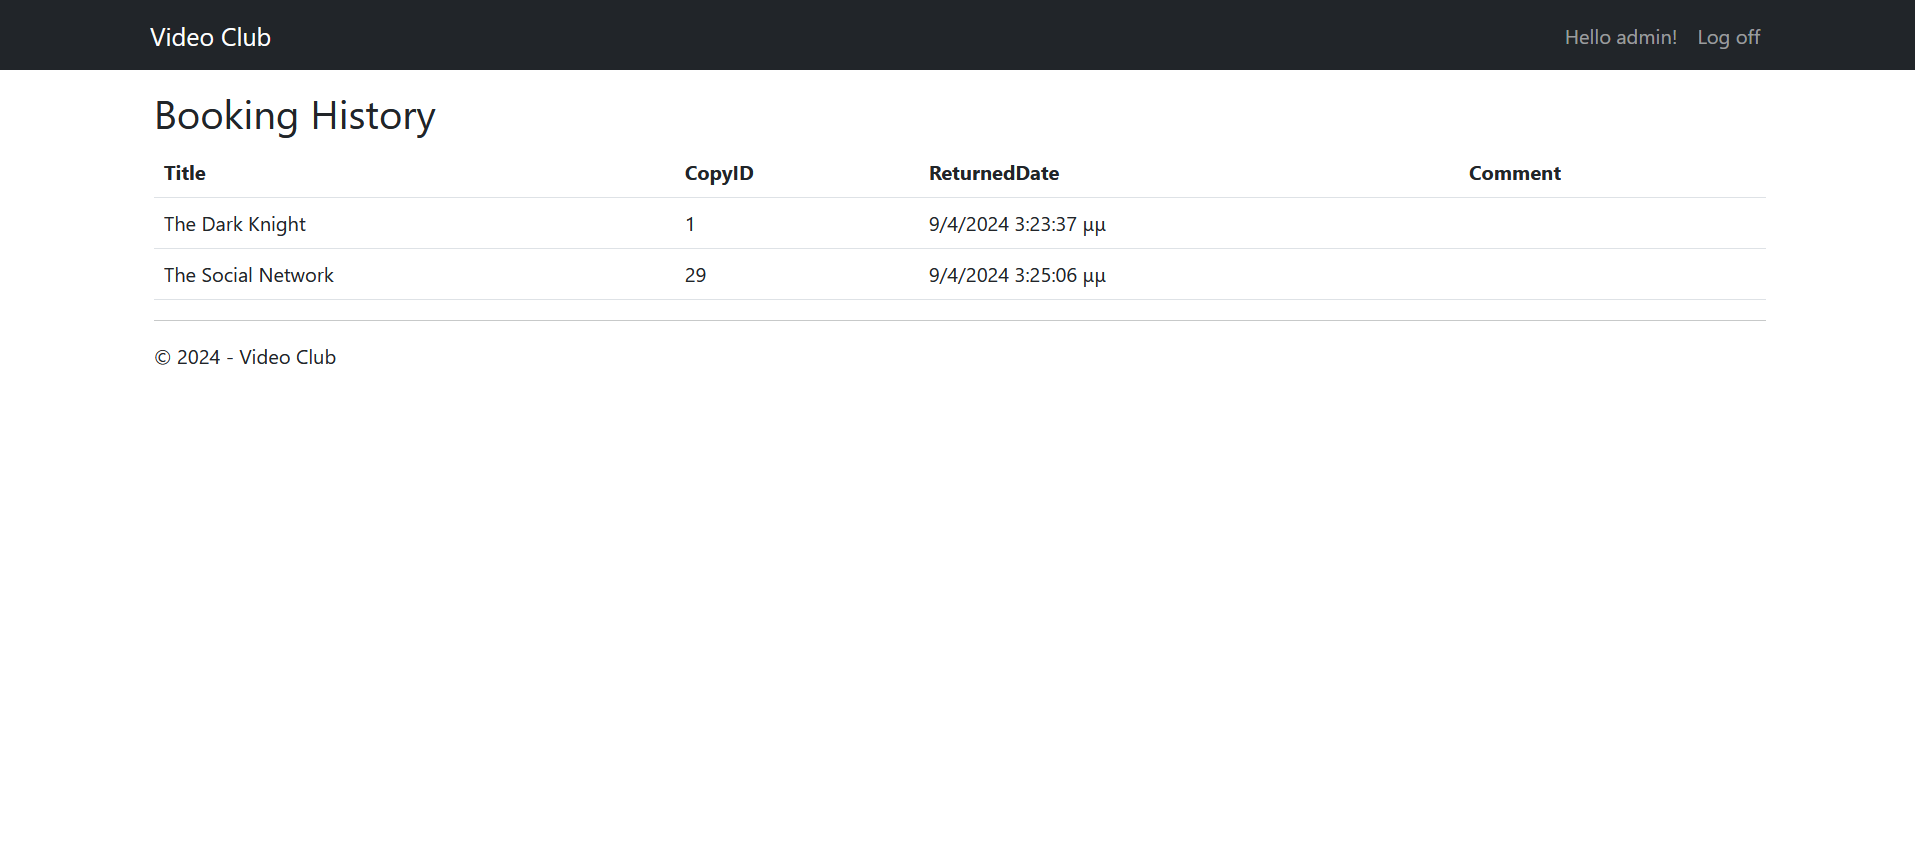 Video Club Hello admin! Log off
Booking History
Title CopyID ReturnedDate Comment
The Dark Knight 1 9/4/2024 3:23:37 μμ
The Social Network 29 9/4/2024 3:25:06 μμ
© 2024 - Video Club